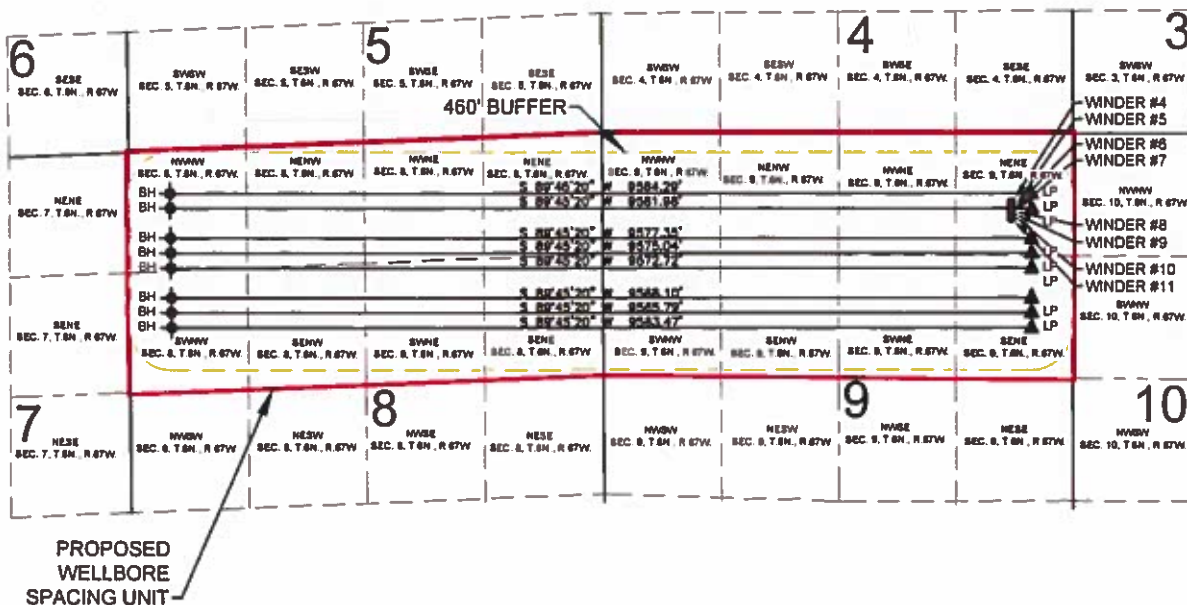 6
5
4
3
SESE
SEC. 6, T.6N., R.67W.
SWSW
SEC. 5, T.6N., R.67W.
SESW
SEC. 5, T.6N., R.67W.
SWSE
SEC. 5, T.6N., R.67W.
SESE
SEC. 5, T.6N., R.67W.
SWSW
SEC. 4, T.6N., R.67W.
SESW
SEC. 4, T.6N., R.67W.
SWSE
SEC. 4, T.6N., R.67W.
SESE
SEC. 4, T.6N., R.67W.
SWSW
SEC. 3, T.6N., R.67W.
460' BUFFER
WINDER #4
WINDER #5
WINDER #6
WINDER #7
NENE
SEC. 7, T.6N., R.67W.
NWNW
SEC. 8, T.6N., R.67W.
NENW
SEC. 8, T.6N., R.67W.
NWNE
SEC. 8, T.6N., R.67W.
NENE
SEC. 8, T.6N., R.67W.
NWNW
SEC. 9, T.6N., R.67W.
NENW
SEC. 9, T.6N., R.67W.
NWNE
SEC. 9, T.6N., R.67W.
NENE
SEC. 9, T.6N., R.67W.
NWNW
SEC. 10, T.6N., R.67W.
BH S 89°45'20" W 9584.29' LP
BH S 89°45'20" W 9581.98' LP
LP
BH S 89°45'20" W 9577.35'
BH S 89°45'20" W 9575.04' LP
BH S 89°45'20" W 9572.72' LP
LP
BH S 89°45'20" W 9568.10'
BH S 89°45'20" W 9565.79' LP
BH S 89°45'20" W 9563.47' LP
WINDER #8
WINDER #9
WINDER #10
WINDER #11
SENE
SEC. 7, T.6N., R.67W.
SWNW
SEC. 8, T.6N., R.67W.
SENW
SEC. 8, T.6N., R.67W.
SWNE
SEC. 8, T.6N., R.67W.
SENE
SEC. 8, T.6N., R.67W.
SWNW
SEC. 9, T.6N., R.67W.
SENW
SEC. 9, T.6N., R.67W.
SWNE
SEC. 9, T.6N., R.67W.
SENE
SEC. 9, T.6N., R.67W.
SWNW
SEC. 10, T.6N., R.67W.
7
8
9
10
NESE
SEC. 7, T.6N., R.67W.
NWSW
SEC. 8, T.6N., R.67W.
NESW
SEC. 8, T.6N., R.67W.
NWSE
SEC. 8, T.6N., R.67W.
NESE
SEC. 8, T.6N., R.67W.
NWSW
SEC. 9, T.6N., R.67W.
NESW
SEC. 9, T.6N., R.67W.
NWSE
SEC. 9, T.6N., R.67W.
NESE
SEC. 9, T.6N., R.67W.
NWSW
SEC. 10, T.6N., R.67W.
PROPOSED
WELLBORE
SPACING UNIT